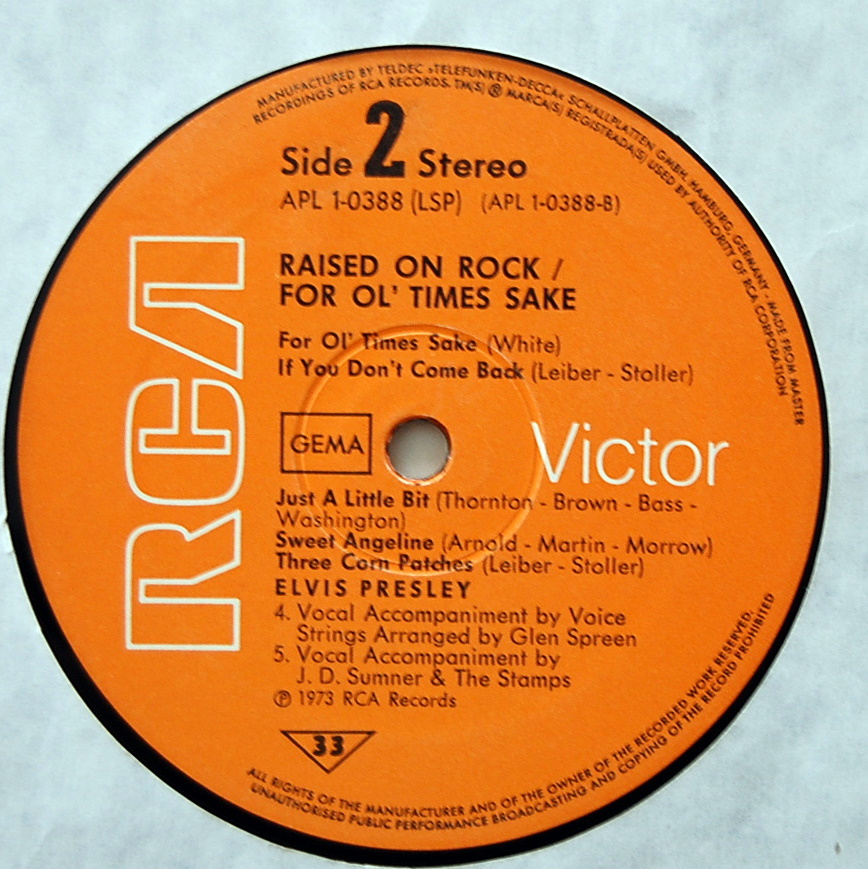 MANUFACTURED BY TELDEC »TELEFUNKEN-DECCA« SCHALLPLATTEN GMBH, HAMBURG, GERMANY - MADE FROM MASTER
RECORDINGS OF RCA RECORDS. TM(S) ® MARCA(S) REGISTRADA(S) USED BY AUTHORITY OF RCA CORPORATION
Side 2 Stereo
APL 1-0388 (LSP) (APL 1-0388-B)
RAISED ON ROCK /
FOR OL' TIMES SAKE
For Ol' Times Sake (White)
If You Don't Come Back (Leiber - Stoller)
RCA
GEMA
Victor
Just A Little Bit (Thornton - Brown - Bass -
Washington)
Sweet Angeline (Arnold - Martin - Morrow)
Three Corn Patches (Leiber - Stoller)
ELVIS PRESLEY
4. Vocal Accompaniment by Voice
Strings Arranged by Glen Spreen
5. Vocal Accompaniment by
J. D. Sumner & The Stamps
℗ 1973 RCA Records
33
ALL RIGHTS OF THE MANUFACTURER AND OF THE OWNER OF THE RECORDED WORK RESERVED.
UNAUTHORISED PUBLIC PERFORMANCE BROADCASTING AND COPYING OF THE RECORD PROHIBITED